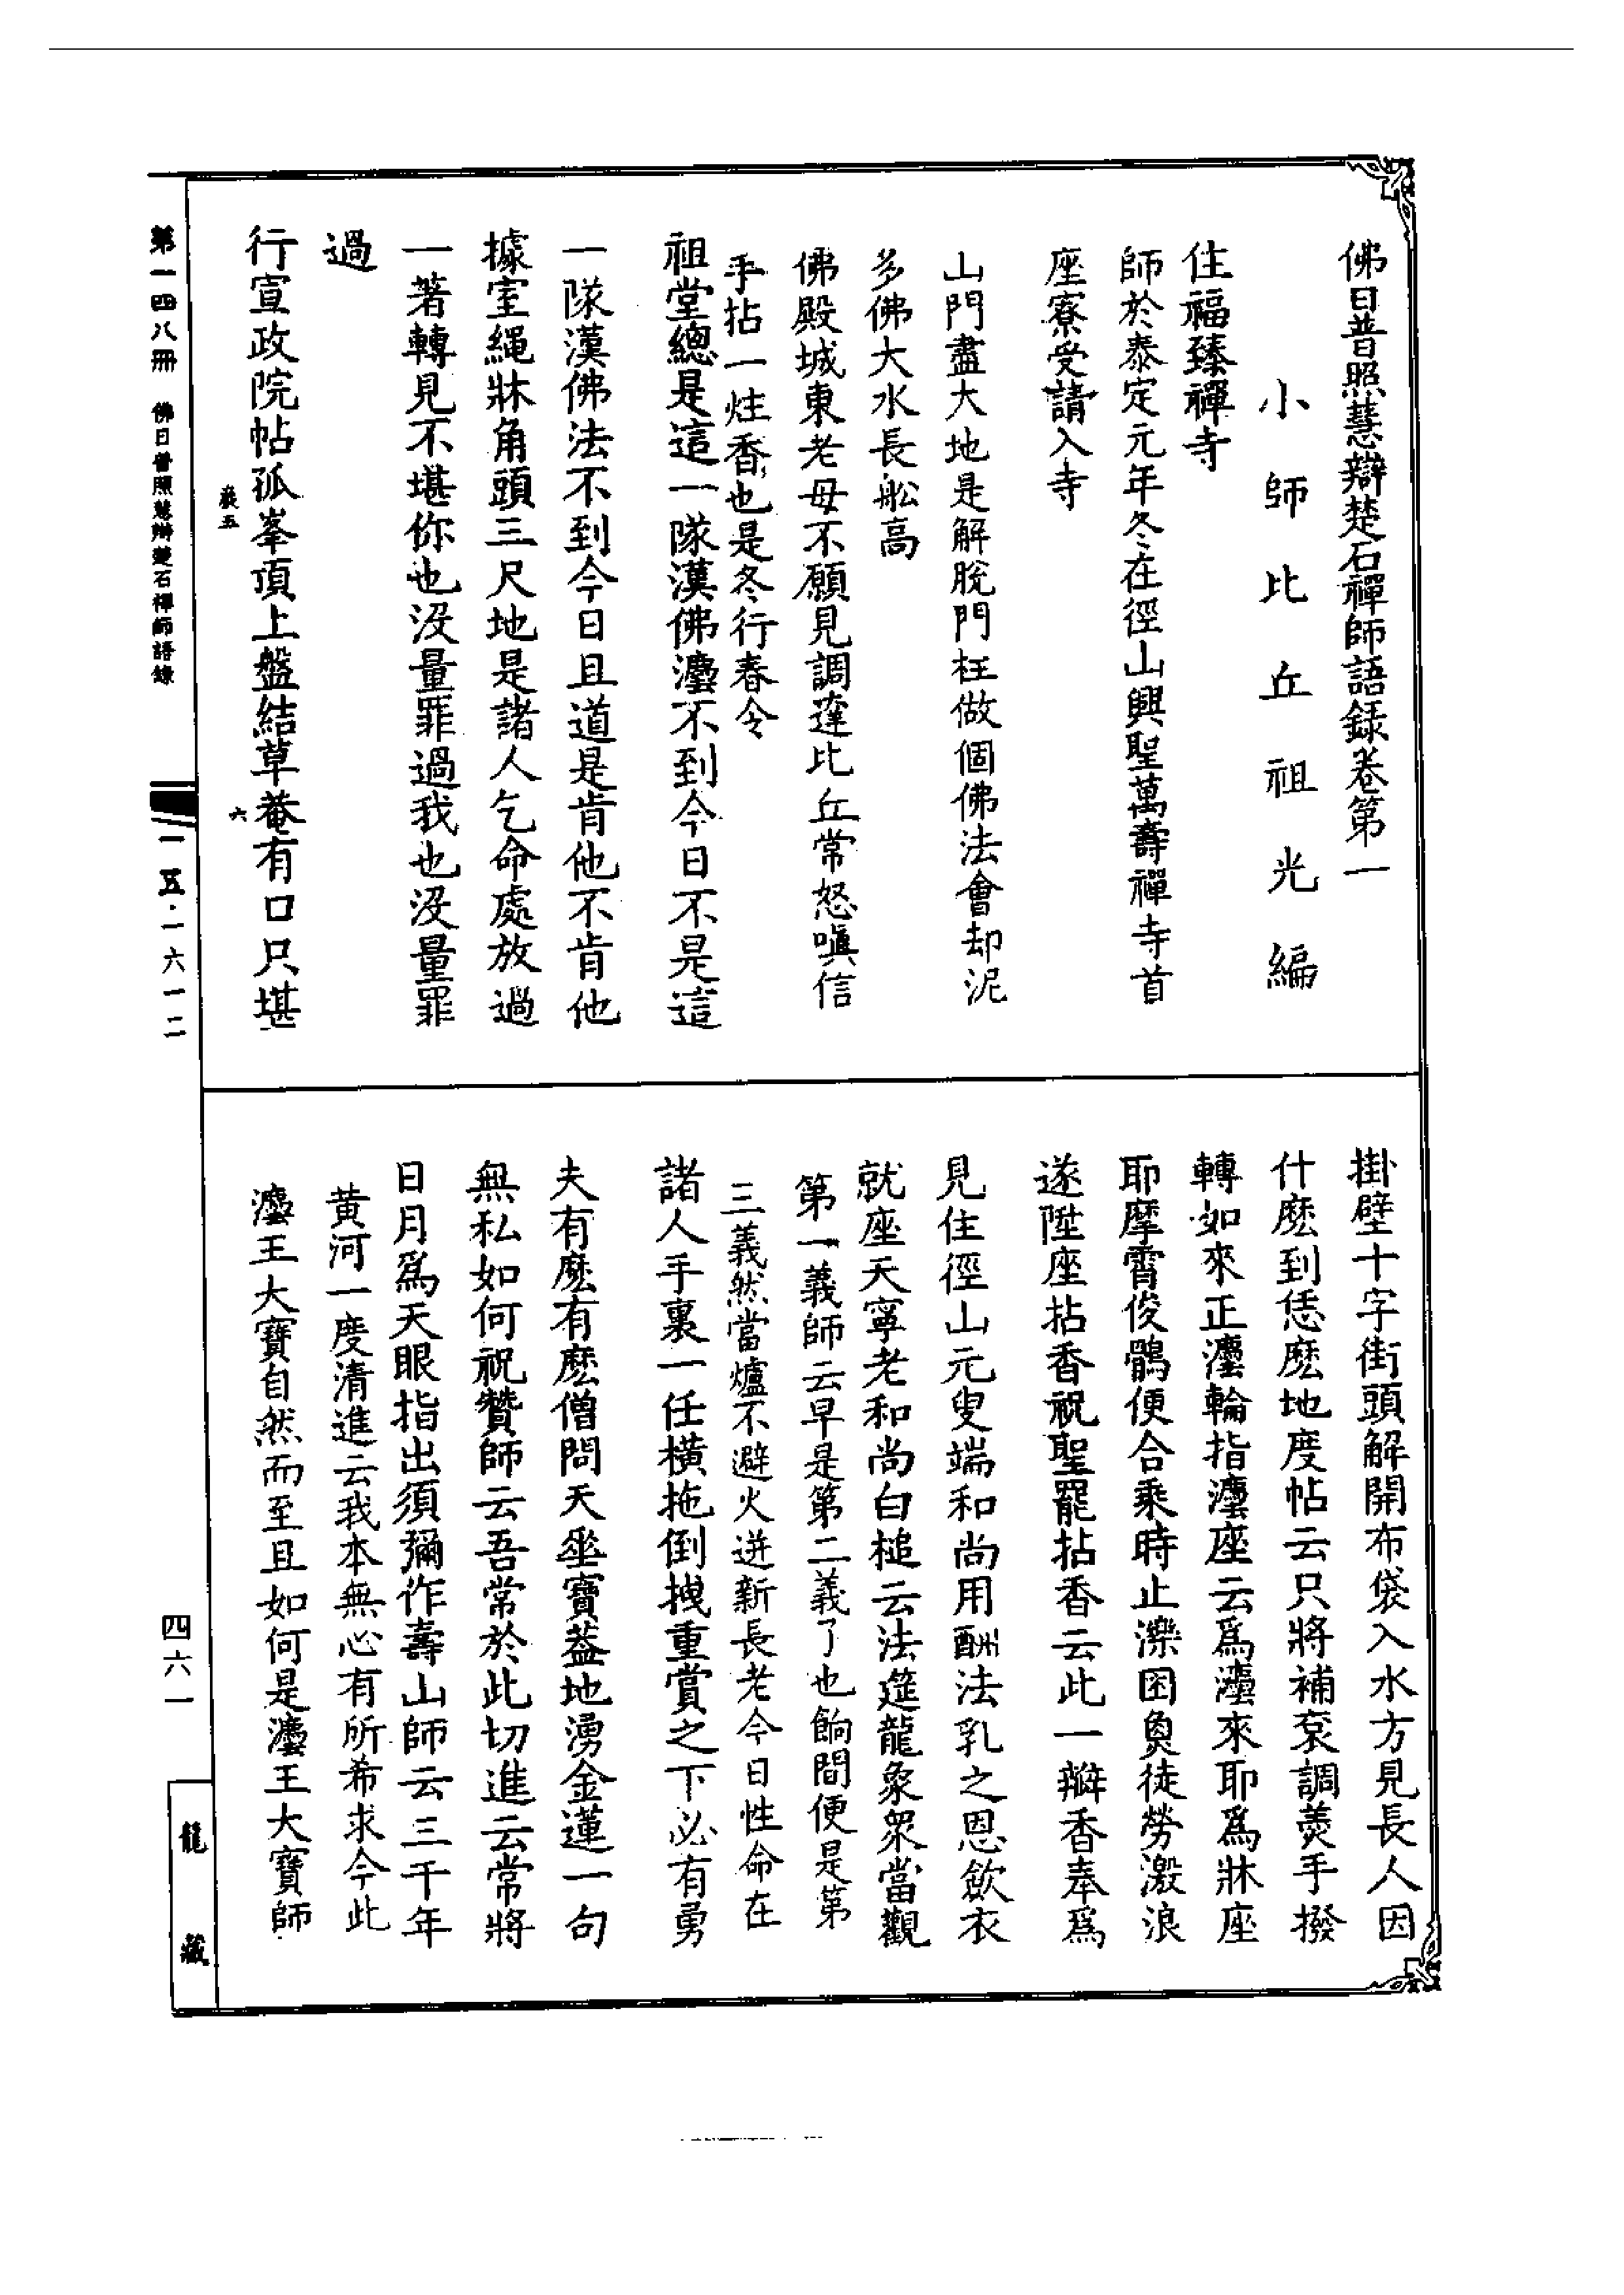 佛日普照慧辯楚石禪師語録卷第一
小師比丘祖光編
住福臻禪寺
師於泰定元年冬在徑山興聖萬壽禪寺首
座寮受請入寺
山門盡大地是解脫門枉做個佛法會却泥
多佛大水長舩高
佛殿城東老母不願見調達比丘常怒嗔信
手拈一炷香也是冬行春令
祖堂總是這一隊漢佛灋不到今日不是這
一隊漢佛法不到今日且道是肯他不肯他
據室繩牀角頭三尺地是諸人乞命處放過
一著轉見不堪你也没量罪過我也没量罪
過
行宣政院帖孤峯頂上盤結草菴有口只堪
掛壁十字街頭解開布袋入水方見長人因
什麽到恁麽地度帖云只將補衮調羮手撥
轉如來正灋輪指灋座云爲灋來耶爲牀座
耶摩霄俊鶻便合乘時止濼困魚徒勞激浪
遂陞座拈香祝聖罷拈香云此一瓣香奉爲
見住徑山元叟端和尚用酬法乳之恩歛衣
就座天寧老和尚白槌云法筵龍象衆當觀
第一義師云早是第二義了也餉間便是第
三義然當爐不避火迸新長老今日性命在
諸人手裏一任橫拖倒拽重賞之下必有勇
夫有麽有麽僧問天垂寶葢地湧金蓮一句
無私如何祝贊師云吾常於此切進云常將
日月爲天眼指出須彌作壽山師云三千年
黄河一度清進云我本無心有所希求今此
灋王大寶自然而至且如何是灋王大寶師
第一四八冊 佛日普照慧辯楚石禪師語錄
六
一五·一六一二
四六一
龍藏